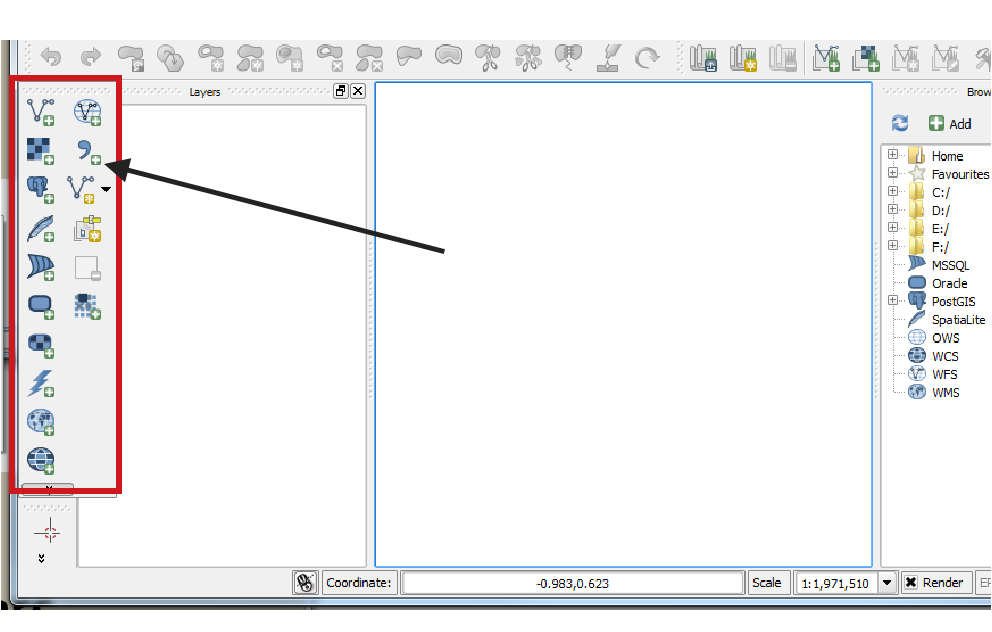 Layers
Brow
Add
Home
Favourites
C:/
D:/
E:/
F:/
MSSQL
Oracle
PostGIS
SpatiaLite
OWS
WCS
WFS
WMS
Coordinate: -0.983,0.623 Scale 1:1,971,510 Render EP